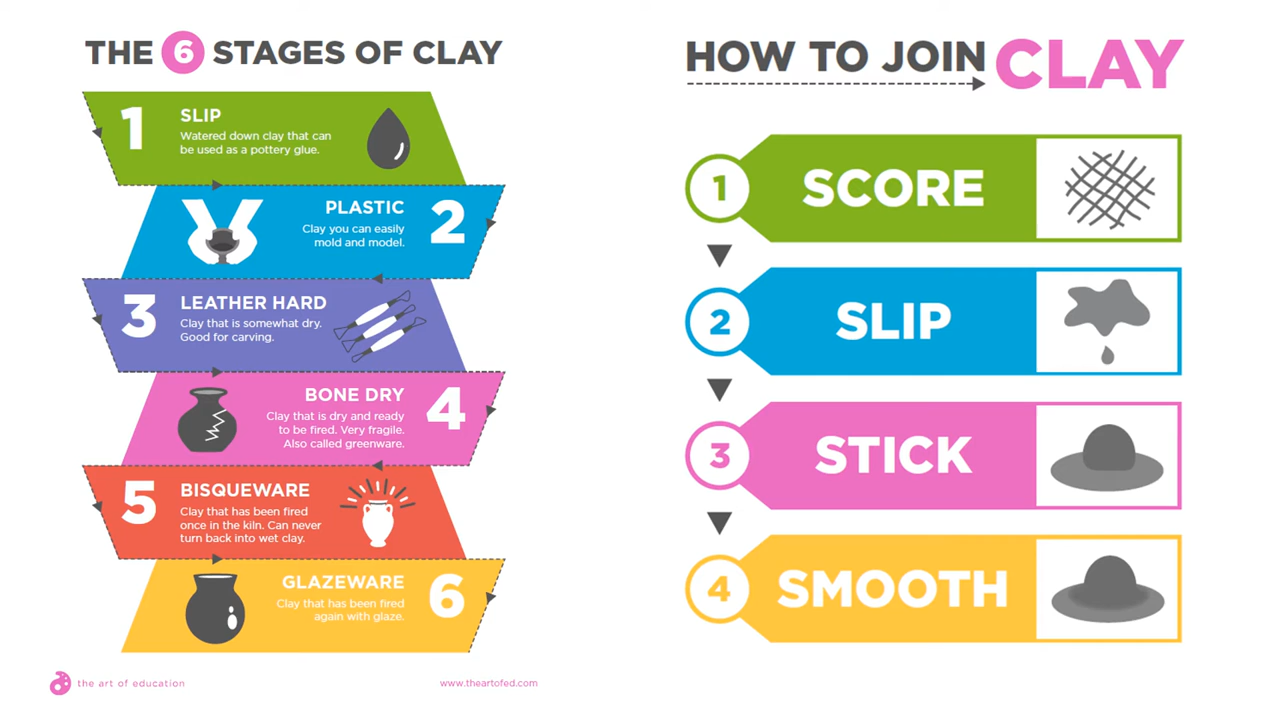 THE 6 STAGES OF CLAY
1
SLIP
Watered down clay that can
be used as a pottery glue.
PLASTIC
Clay you can easily
mold and model.
2
3
LEATHER HARD
Clay that is somewhat dry.
Good for carving.
BONE DRY
Clay that is dry and ready
to be fired. Very fragile.
Also called greenware.
4
5
BISQUEWARE
Clay that has been fired
once in the kiln. Can never
turn back into wet clay.
GLAZEWARE
Clay that has been fired
again with glaze.
6
the art of education
www.theartofed.com
HOW TO JOIN CLAY
1 SCORE
2 SLIP
3 STICK
4 SMOOTH